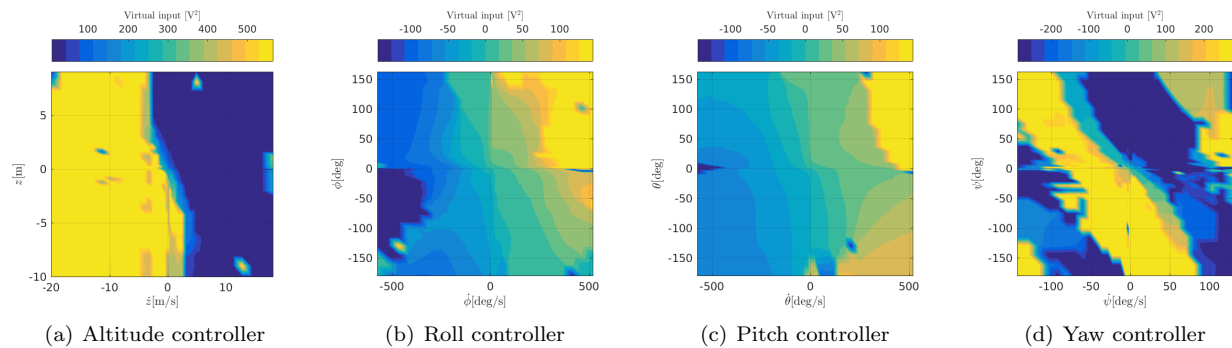 Virtual input [V²]
100 200 300 400 500
z[m]
5
0
-5
-10
-20 -10 0 10
ż[m/s]
(a) Altitude controller
Virtual input [V²]
-100 -50 0 50 100
ϕ[deg]
150
100
50
0
-50
-100
-150
-500 0 500
ϕ̇[deg/s]
(b) Roll controller
Virtual input [V²]
-100 -50 0 50 100
θ[deg]
150
100
50
0
-50
-100
-150
-500 0 500
θ̇[deg/s]
(c) Pitch controller
Virtual input [V²]
-200 -100 0 100 200
ψ[deg]
150
100
50
0
-50
-100
-150
-100 0 100
ψ̇[deg/s]
(d) Yaw controller